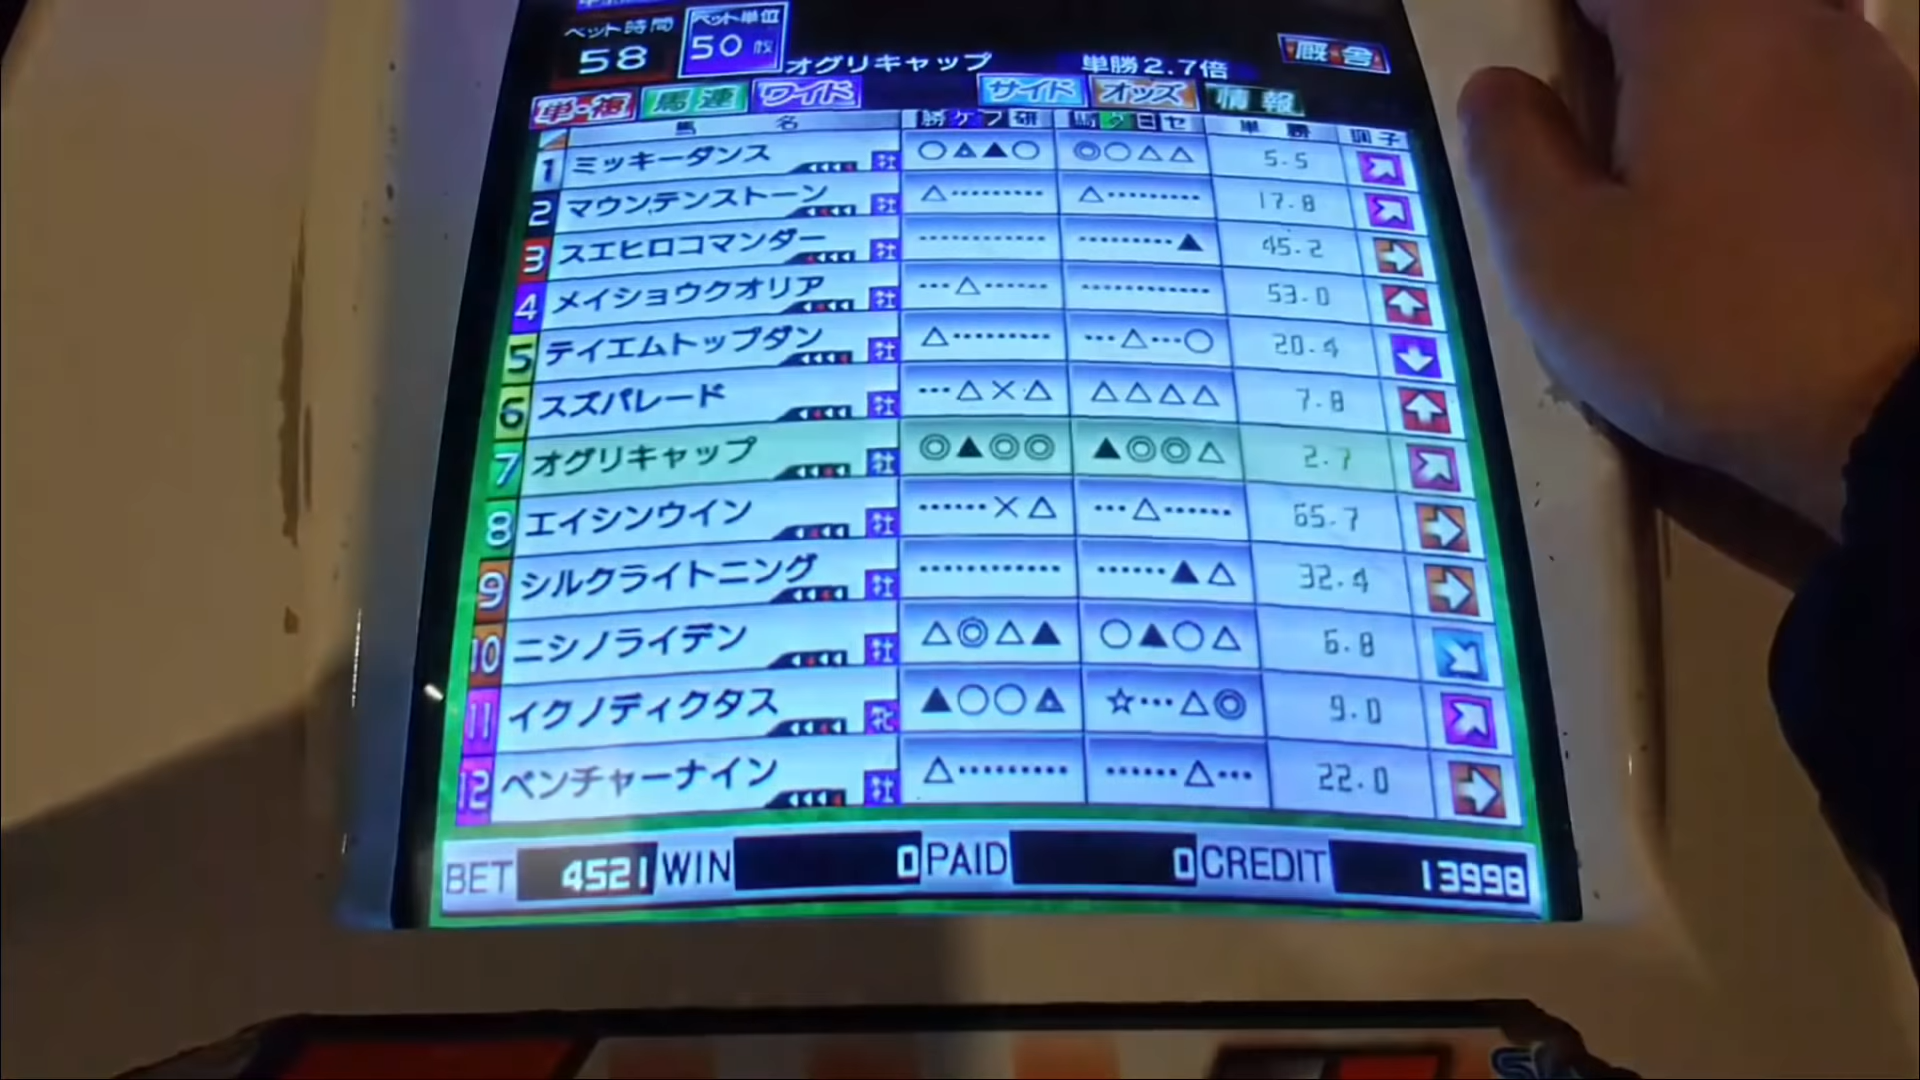 ベット時間
58
ベット単位
50 枚
オグリキャップ 単勝2.7倍
厩舎
単・複 馬連 ワイド サイド オッズ 情報
馬名 単勝 調子
1 ミッキーダンス 牡 ○▲○ ◎○△△ 5.5
2 マウンテンストーン 牡 △ △ 17.8
3 スエヒロコマンダー 牡 ▲ 45.2
4 メイショウクオリア 牡 △ 53.0
5 テイエムトップダン 牡 △ △○ 20.4
6 スズパレード 牡 △×△ △△△△ 7.8
7 オグリキャップ 牡 ◎▲◎◎ ▲◎◎△ 2.7
8 エイシンウイン 牡 ×△ △ 65.7
9 シルクライトニング 牡 ▲△ 32.4
10 ニシノライデン 牡 △◎△▲ ○▲○△ 6.8
11 イクノディクタス 牝 ▲○○ ☆△◎ 9.0
12 ベンチャーナイン 牡 △ △ 22.0
BET 4521 WIN 0 PAID 0 CREDIT 13998